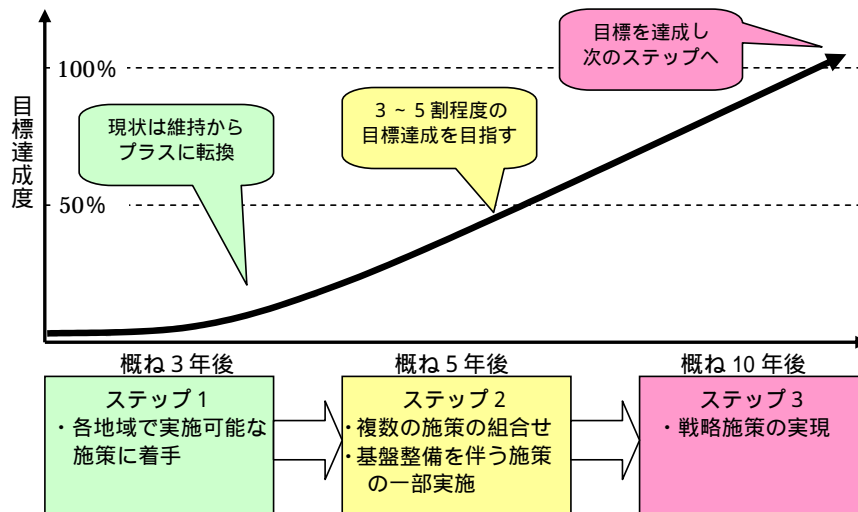 目標を達成し
次のステップへ
100%
3~5割程度の
目標達成を目指す
現状は維持から
プラスに転換
目標達成度
50%
概ね3年後
概ね5年後
概ね10年後
ステップ1
・各地域で実施可能な
施策に着手
ステップ2
・複数の施策の組合せ
・基盤整備を伴う施策
の一部実施
ステップ3
・戦略施策の実現